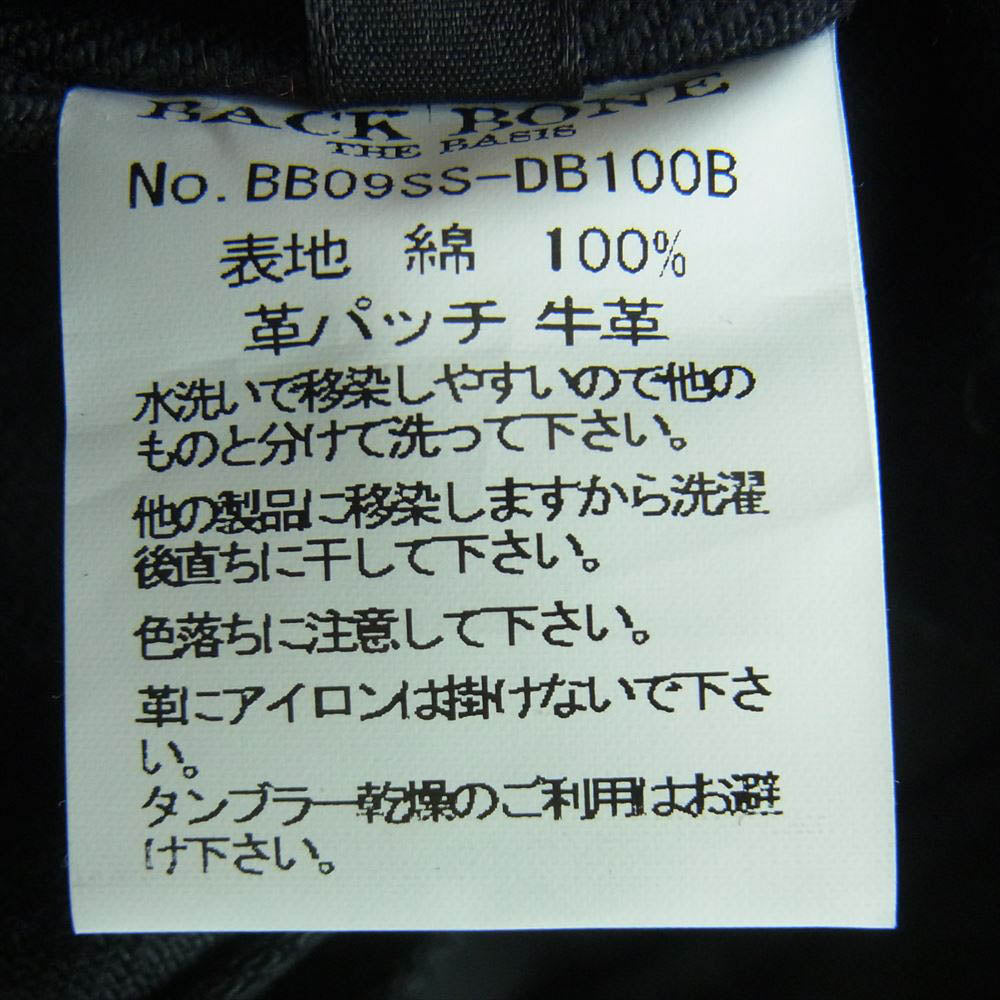 BACK BONE
THE BASIS
No.BB09SS-DB100B
表地 綿 100%
革パッチ 牛革
水洗いで移染しやすいので他の
ものと分けて洗って下さい。
他の製品に移染しますから洗濯
後直ちに干して下さい。
色落ちに注意して下さい。
革にアイロンは掛けないで下さ
い。
タンブラー乾燥のご利用はお避
け下さい。